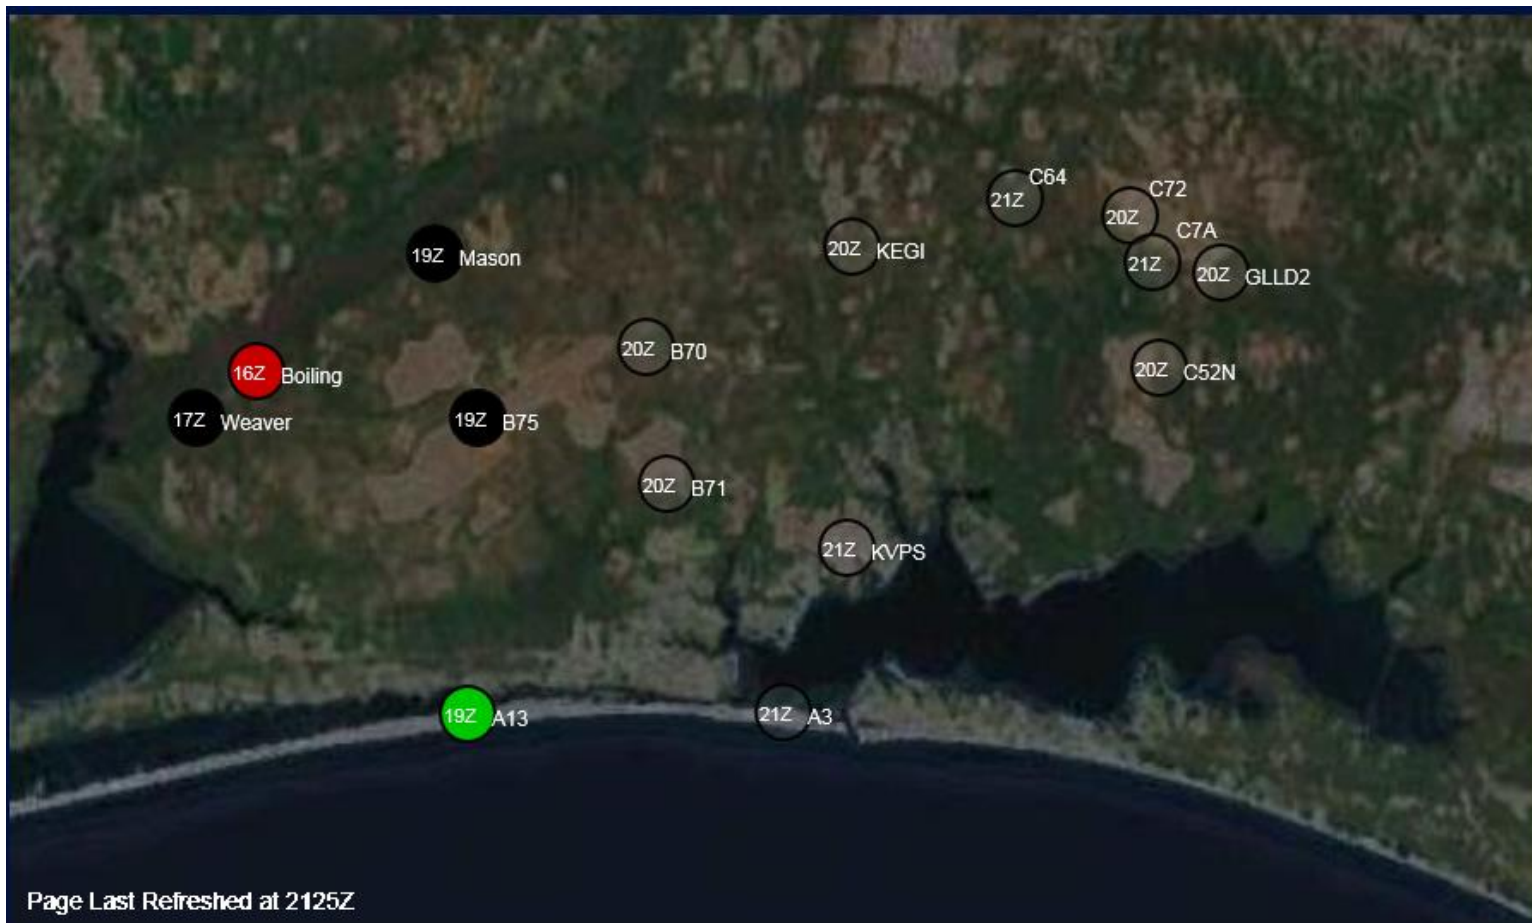 C64
21Z
C72
20Z
C7A
21Z
20Z GLLD2
20Z KEGI
19Z Mason
20Z B70
16Z Boiling
20Z C52N
17Z Weaver
19Z B75
20Z B71
21Z KVPS
19Z A13
21Z A3
Page Last Refreshed at 2125Z